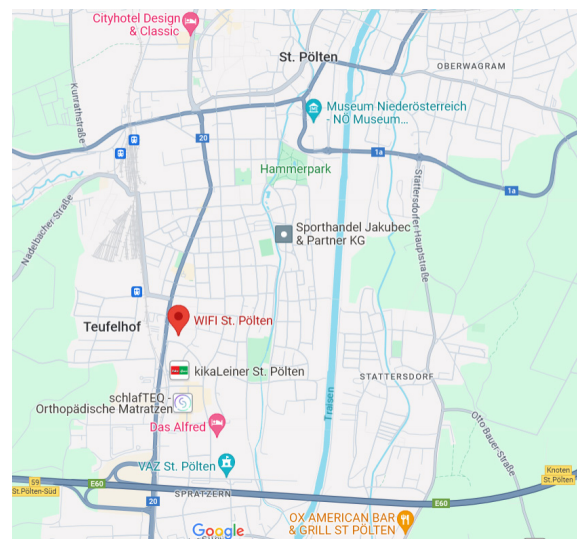 Cityhotel Design
& Classic
St. Pölten
OBERWAGRAM
Kunrathstraße
Museum Niederösterreich
- NÖ Museum...
20
1a
1a
Hammerpark
Stattersdorfer Hauptstraße
Nadelbacher Straße
Sporthandel Jakubec
& Partner KG
WIFI St. Pölten
Teufelhof
kikaLeiner St. Pölten
STATTERSDORF
schlafTEQ -
Orthopädische Matratzen
Traisen
Otto Bauer-Straße
Das Alfred
VAZ St. Pölten
Knoten
St.Pölten
59
St.Pölten-Süd
E60
SPRATZERN
20
E60
OX AMERICAN BAR
& GRILL ST PÖLTEN
Google